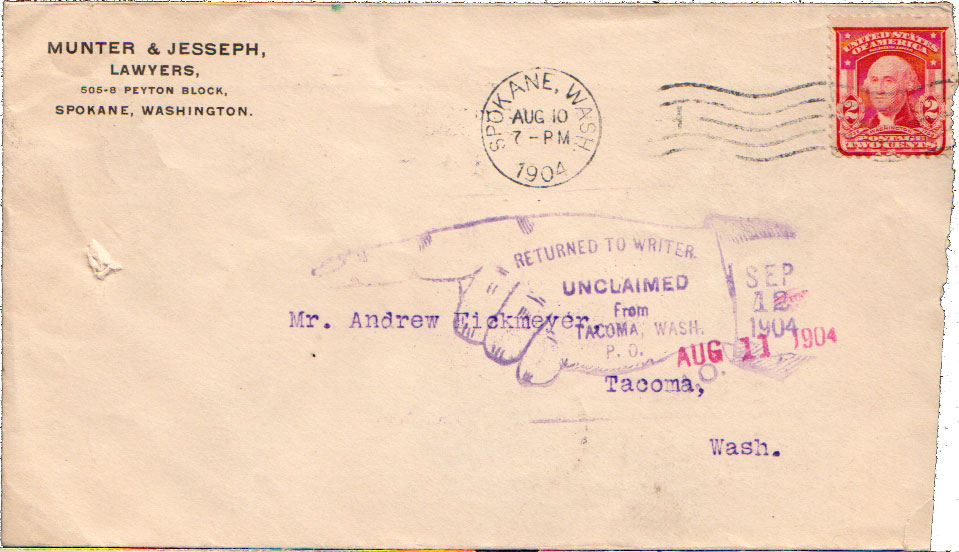 MUNTER & JESSEPH,
LAWYERS,
505-8 PEYTON BLOCK,
SPOKANE, WASHINGTON.
SPOKANE, WASH.
AUG 10
7-PM
1904
UNITED STATES
OF AMERICA
2 2
POSTAGE
TWO CENTS
RETURNED TO WRITER.
UNCLAIMED
from
TACOMA, WASH.
P. O.
SEP
12
1904
AUG 11 1904
Mr. Andrew Eickmeyer,
Tacoma,
Wash.